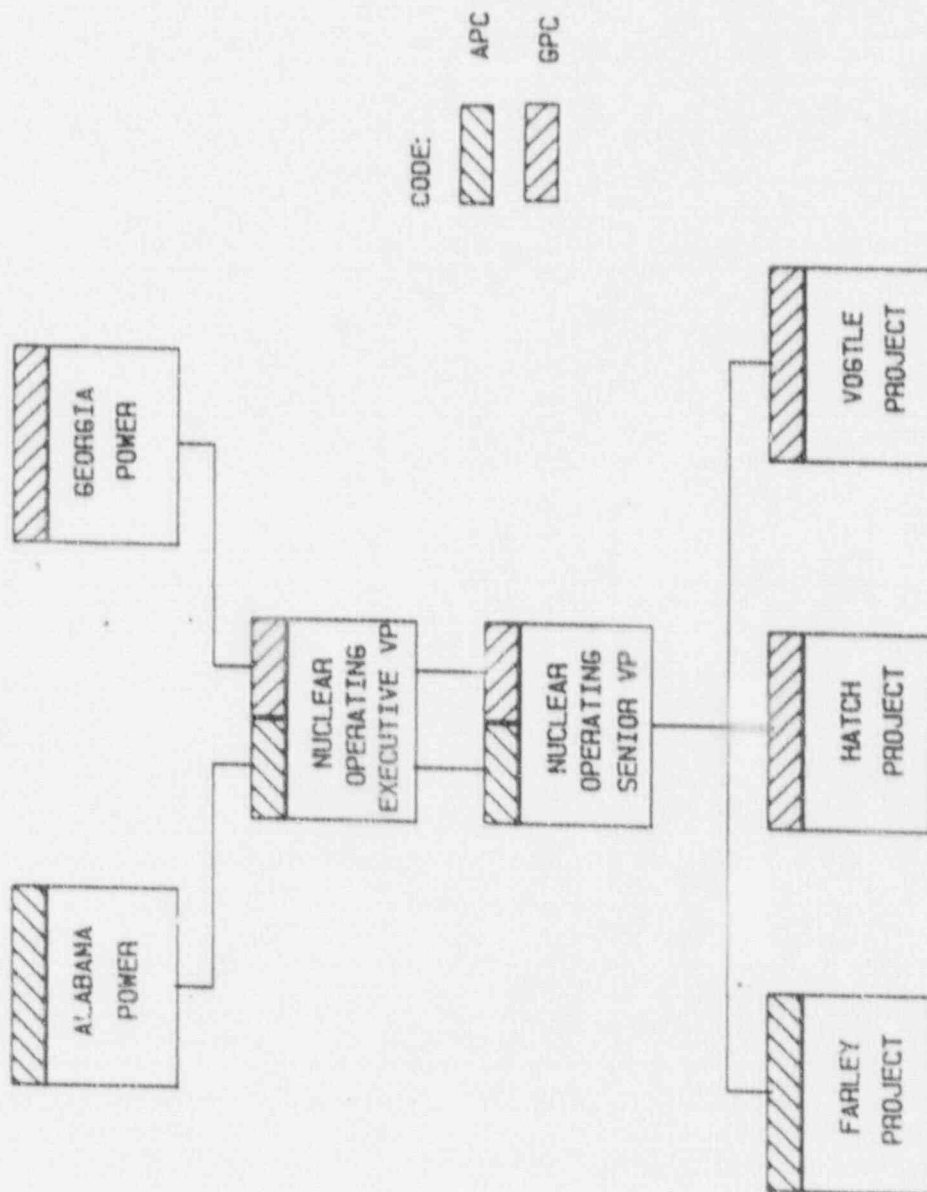 ALABAMA
POWER
GEORGIA
POWER
NUCLEAR
OPERATING
EXECUTIVE VP
NUCLEAR
OPERATING
SENIOR VP
FARLEY
PROJECT
HATCH
PROJECT
VOGTLE
PROJECT
CODE:
APC
GPC